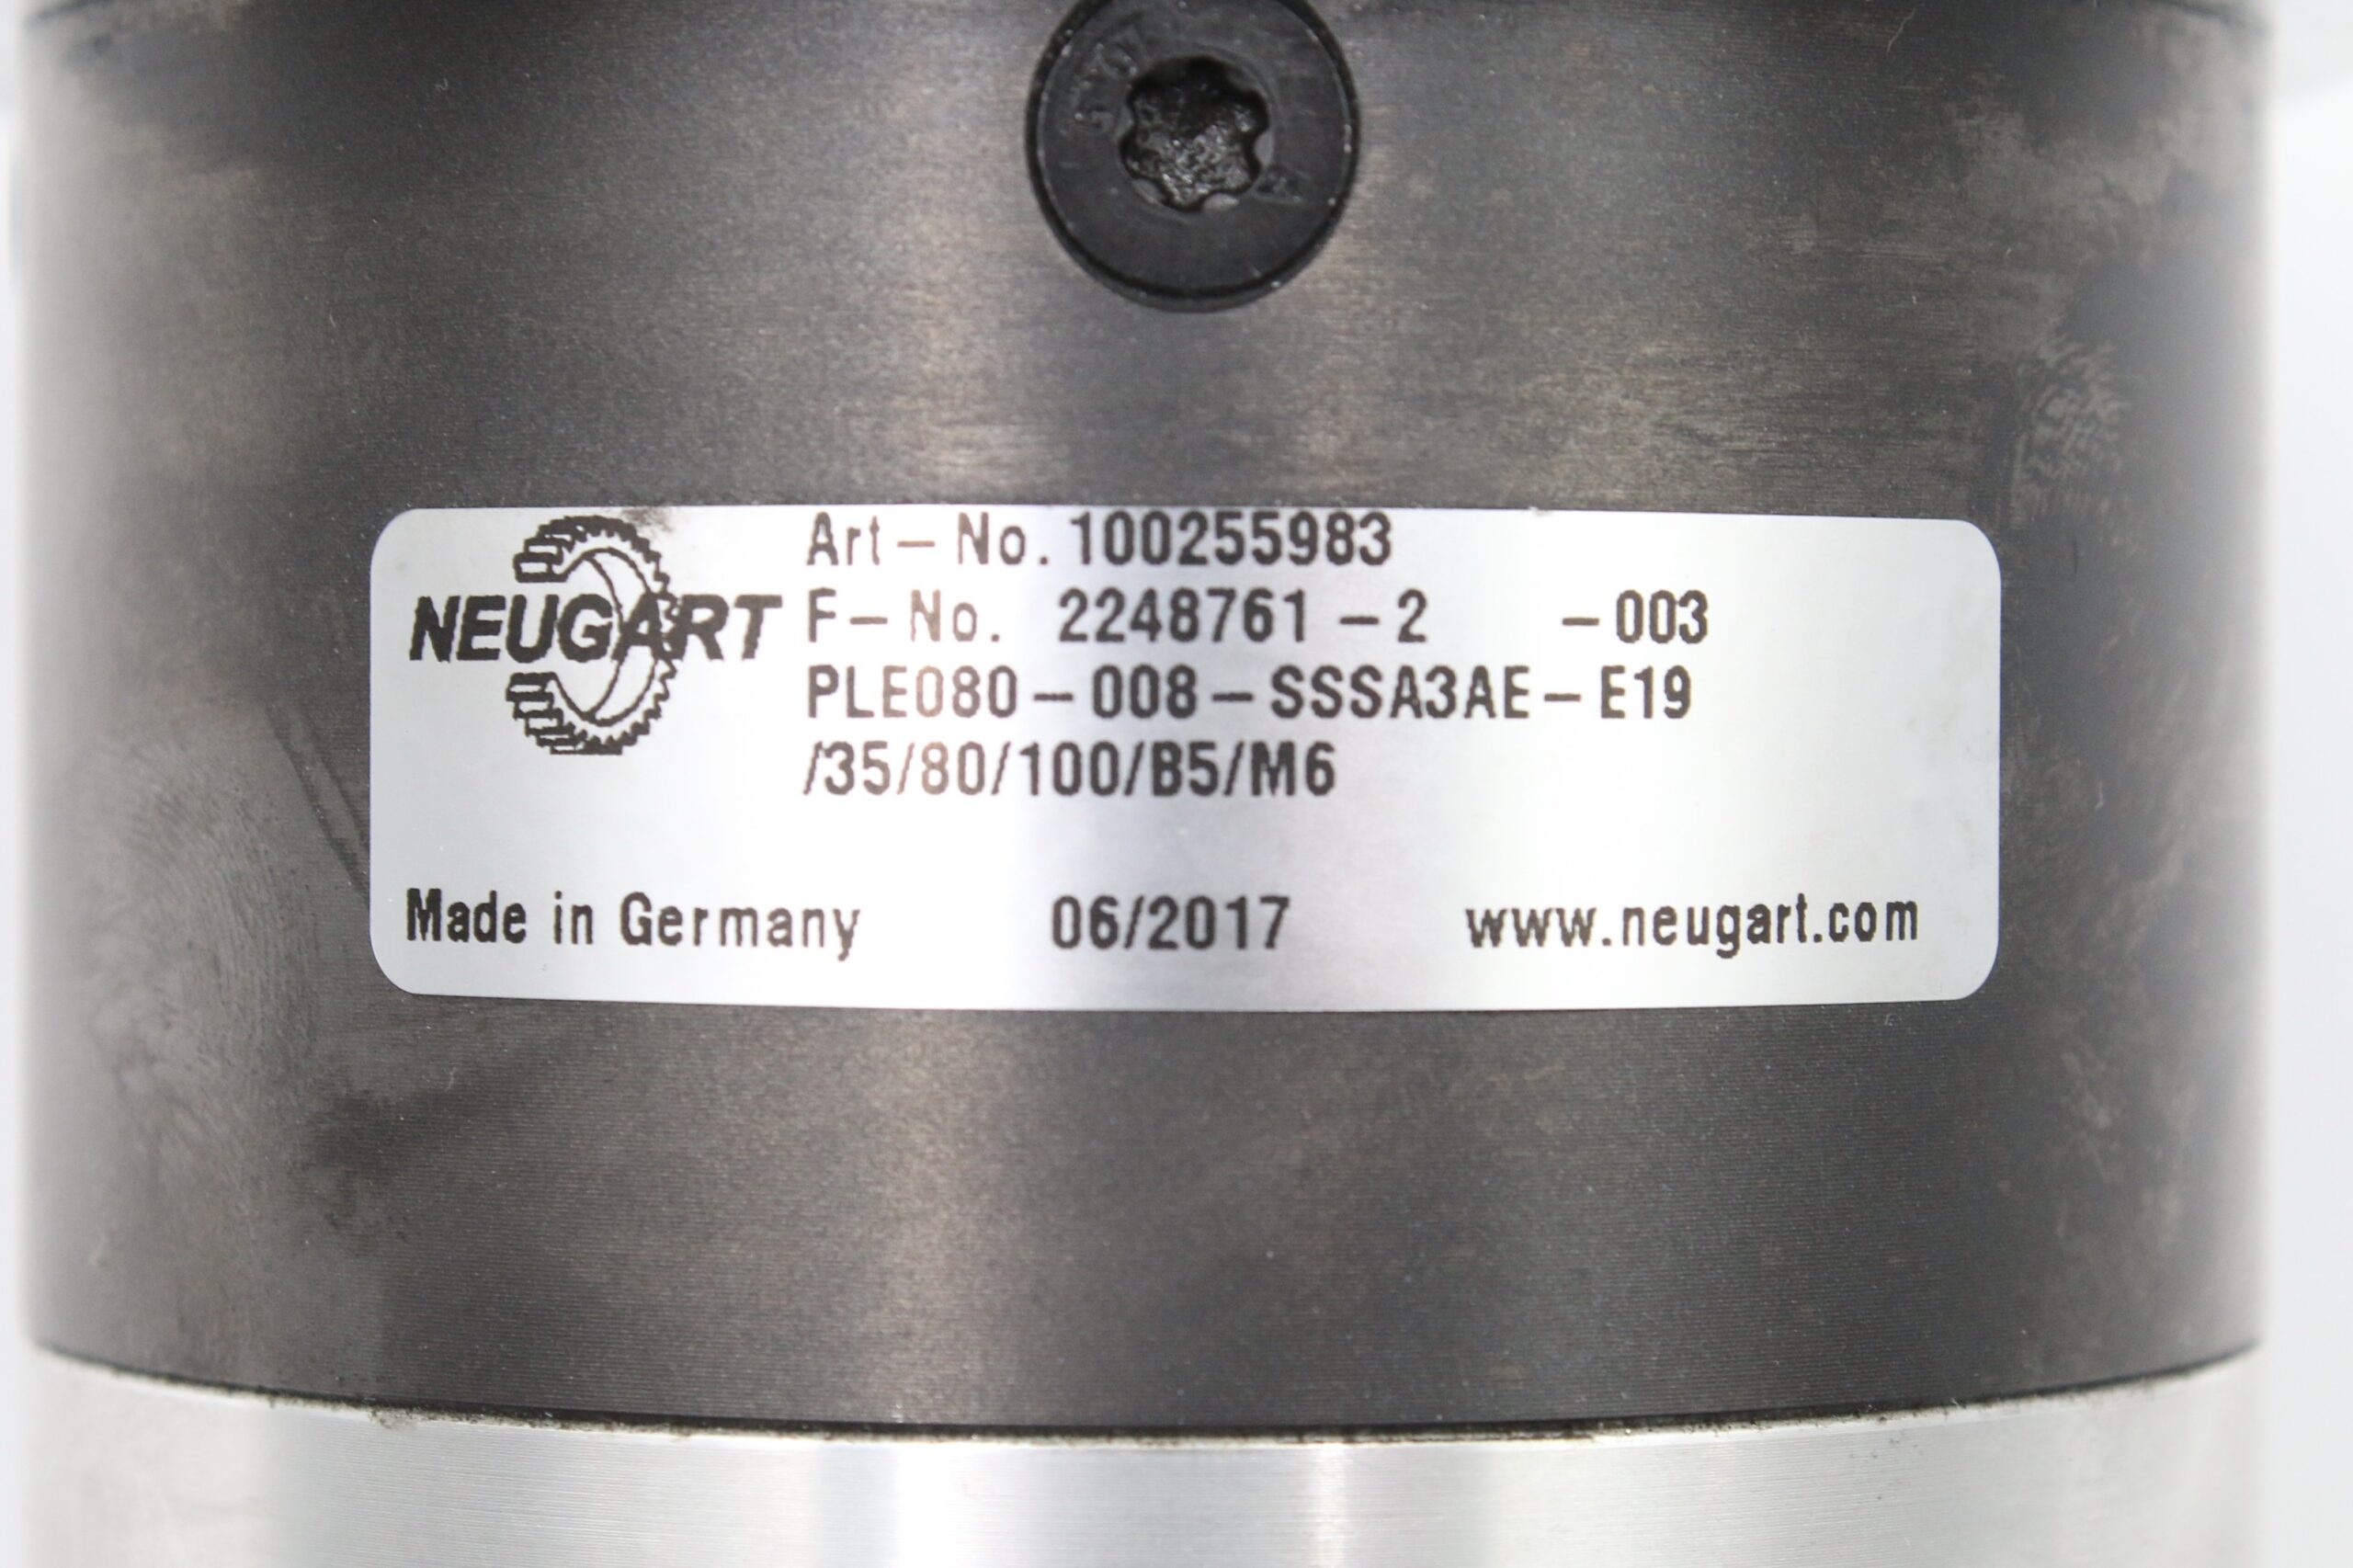 NEUGART
Art-No. 100255983
F-No. 2248761-2 -003
PLE080-008-SSSA3AE-E19
/35/80/100/B5/M6
Made in Germany 06/2017 www.neugart.com